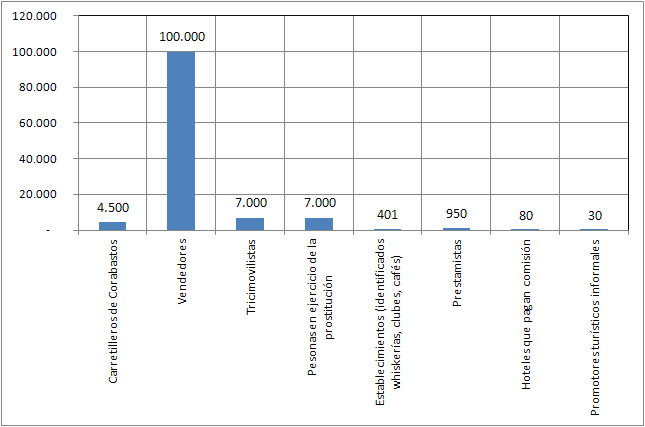 120.000
100.000
80.000
60.000
40.000
20.000
-
4.500
100.000
7.000
7.000
401
950
80
30
Carretilleros de Corabastos
Vendedores
Tricimovilistas
Pesonas en ejercicio de la
prostitución
Establecimientos (identificados
whiskerías, clubes, cafés)
Prestamistas
Hoteles que pagan comisión
Promotores turísticos informales